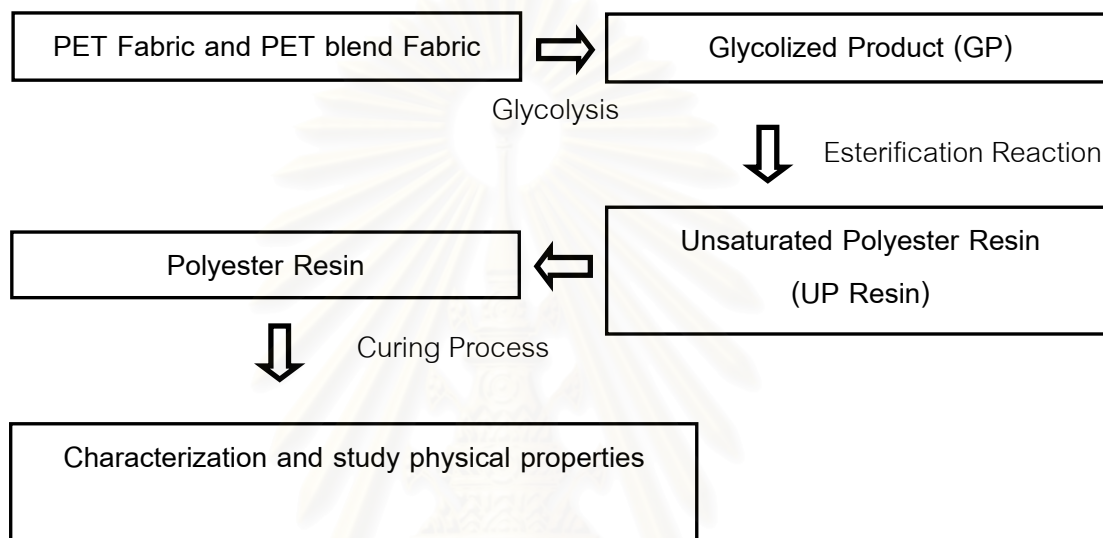 PET Fabric and PET blend Fabric
Glycolized Product (GP)
Glycolysis
Esterification Reaction
Unsaturated Polyester Resin
(UP Resin)
Polyester Resin
Curing Process
Characterization and study physical properties